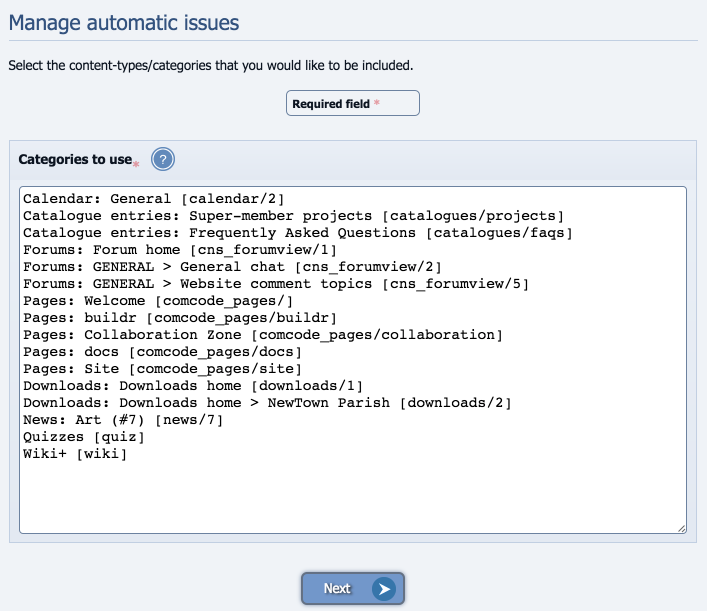 Manage automatic issues
Select the content-types/categories that you would like to be included.
Required field *
Categories to use * ?
Calendar: General [calendar/2]
Catalogue entries: Super-member projects [catalogues/projects]
Catalogue entries: Frequently Asked Questions [catalogues/faqs]
Forums: Forum home [cns_forumview/1]
Forums: GENERAL > General chat [cns_forumview/2]
Forums: GENERAL > Website comment topics [cns_forumview/5]
Pages: Welcome [comcode_pages/]
Pages: buildr [comcode_pages/buildr]
Pages: Collaboration Zone [comcode_pages/collaboration]
Pages: docs [comcode_pages/docs]
Pages: Site [comcode_pages/site]
Downloads: Downloads home [downloads/1]
Downloads: Downloads home > NewTown Parish [downloads/2]
News: Art (#7) [news/7]
Quizzes [quiz]
Wiki+ [wiki]
Next